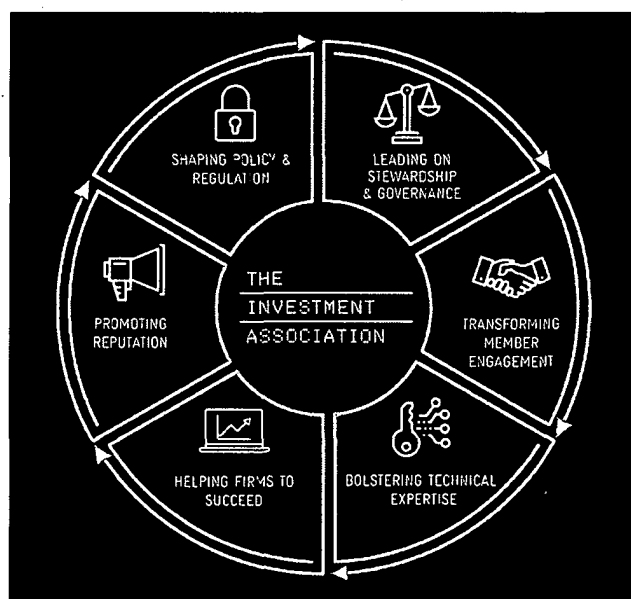 SHAPING POLICY &
REGULATION
LEADING ON
STEWARDSHIP
& GOVERNANCE
TRANSFORMING
MEMBER
ENGAGEMENT
BOLSTERING TECHNICAL
EXPERTISE
HELPING FIRMS TO
SUCCEED
PROMOTING
REPUTATION
THE
INVESTMENT
ASSOCIATION